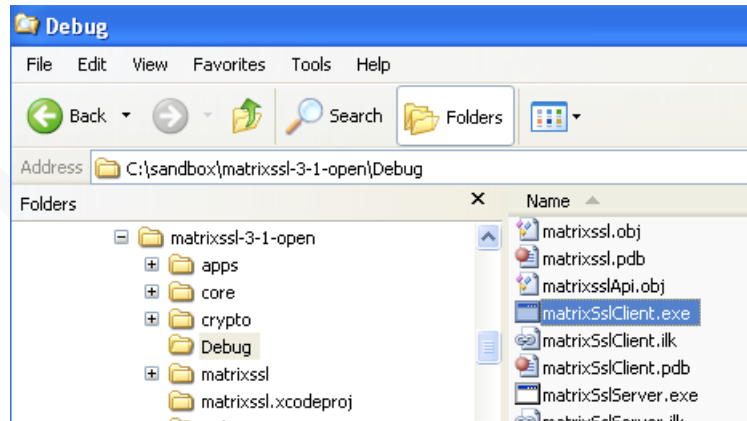 Debug
File Edit View Favorites Tools Help
Back Search Folders
Address C:\sandbox\matrixssl-3-1-open\Debug
Folders × Name
matrixssl-3-1-open
apps
core
crypto
Debug
matrixssl
matrixssl.xcodeproj
matrixssl.obj
matrixssl.pdb
matrixsslApi.obj
matrixSslClient.exe
matrixSslClient.ilk
matrixSslClient.pdb
matrixSslServer.exe
matrixSslServer.ilk